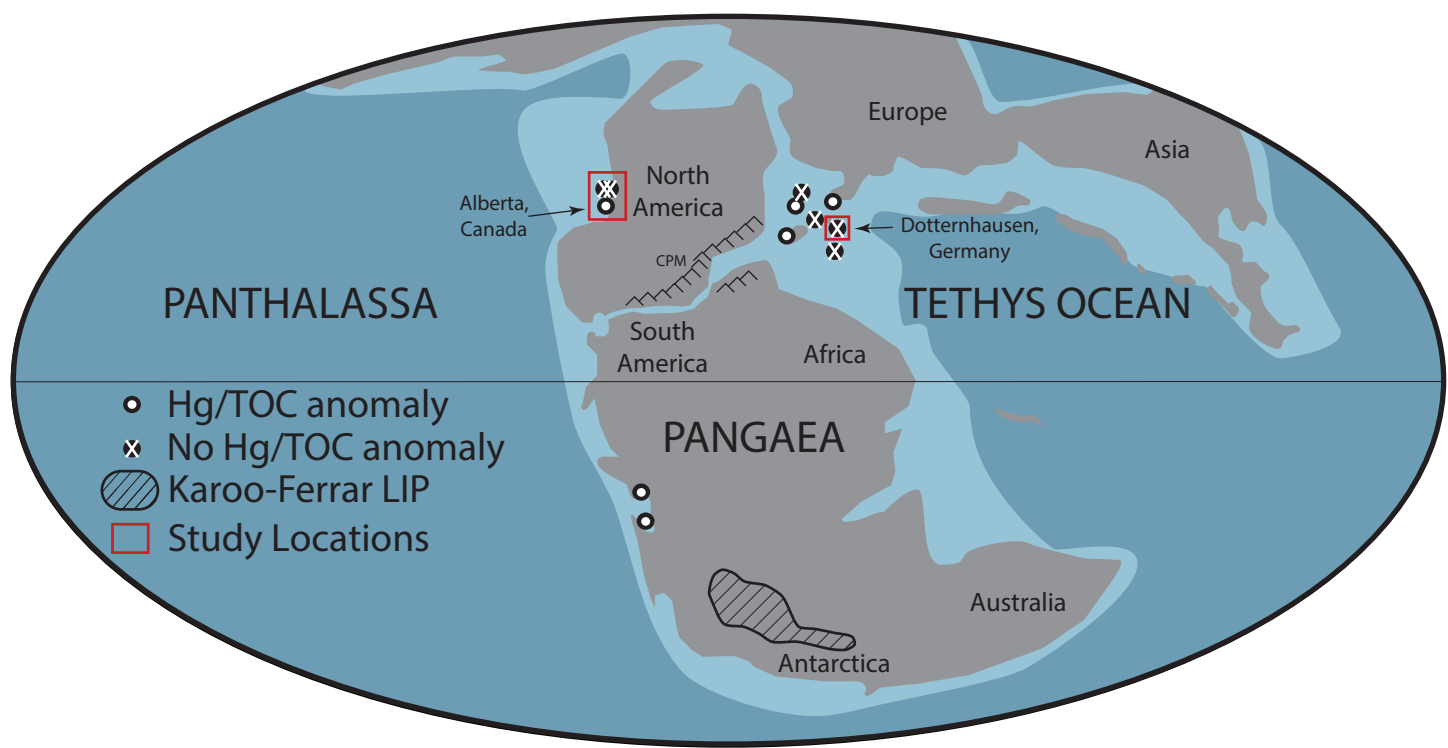 Europe
Asia
North
America
Alberta,
Canada
Dotternhausen,
Germany
CPM
PANTHALASSA
TETHYS OCEAN
South
America
Africa
PANGAEA
Hg/TOC anomaly
No Hg/TOC anomaly
Karoo-Ferrar LIP
Study Locations
Australia
Antarctica